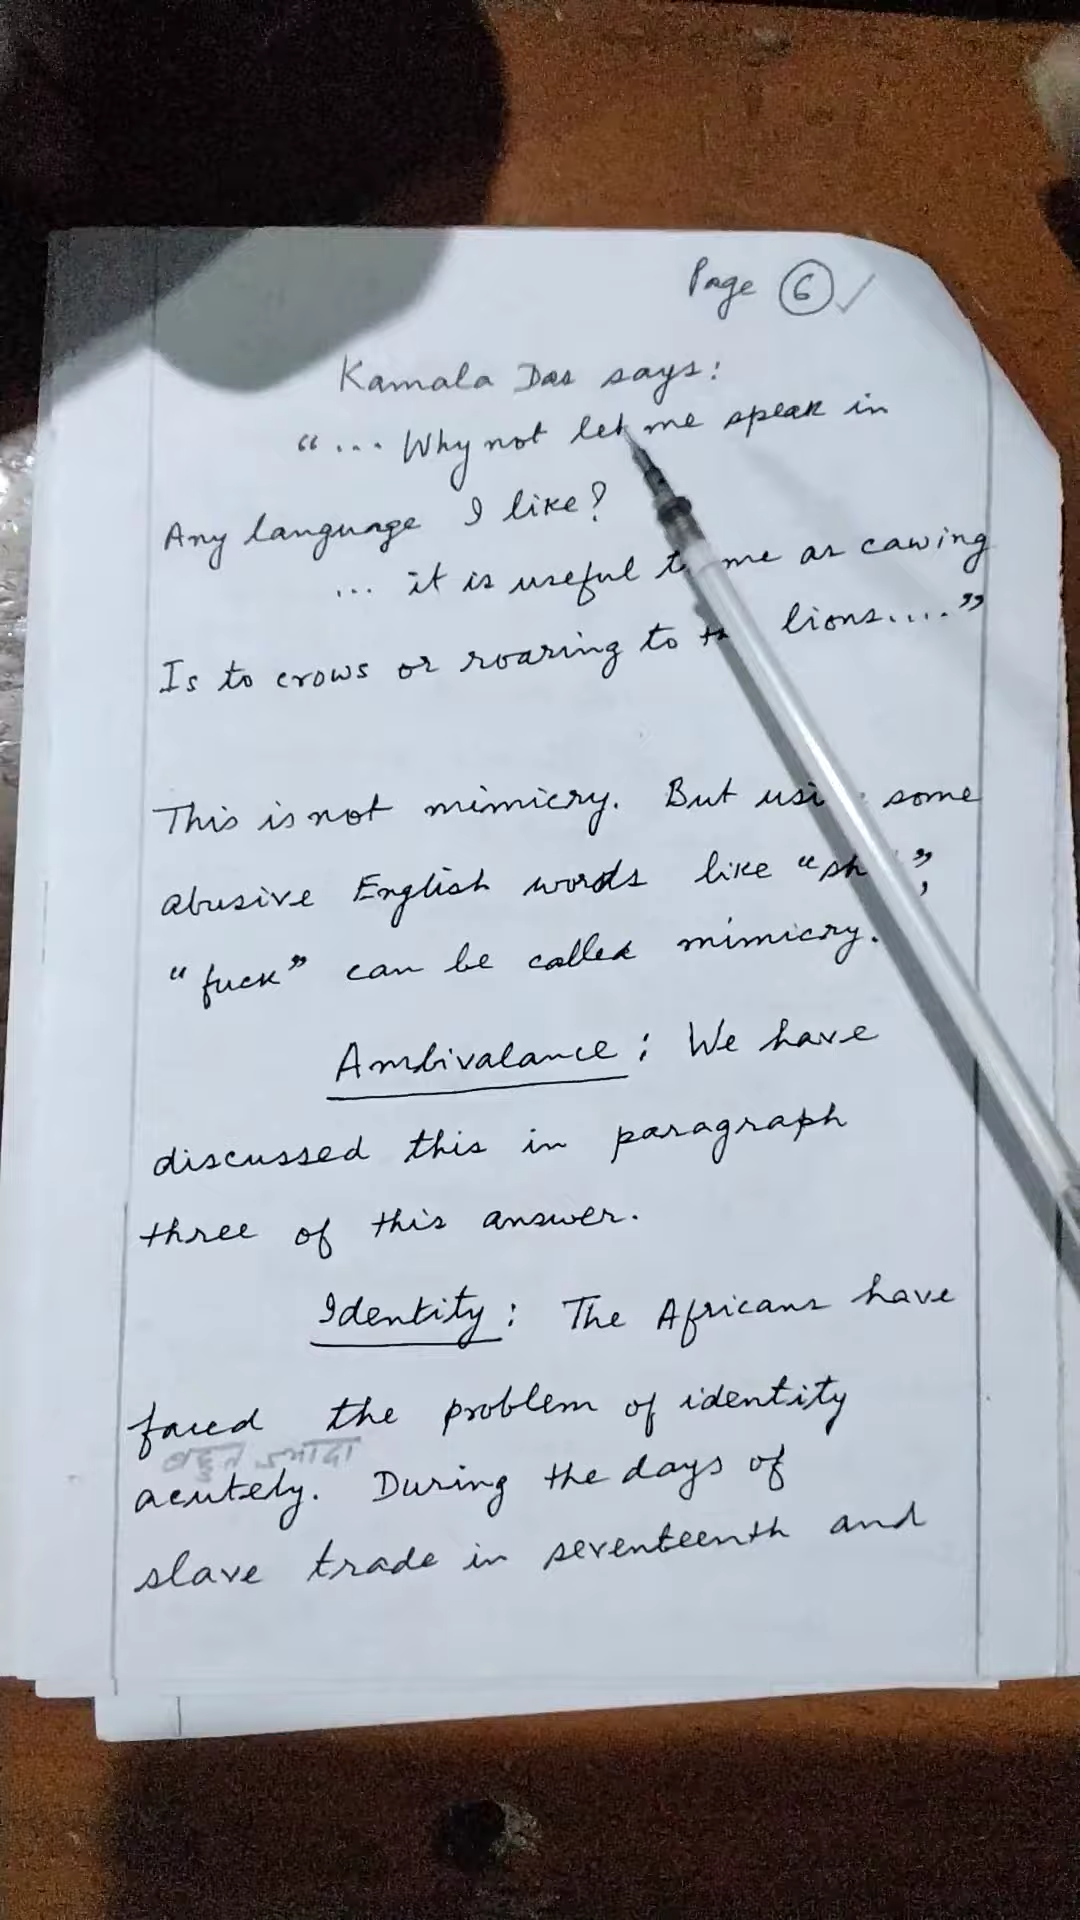 Page 6
Kamala Das says:
"... Why not let me speak in
Any language I like?
... it is useful to me as cawing
Is to crows or roaring to the lions...."
This is not mimicry. But using some
abusive English words like "sh",
"fuck" can be called mimicry.
Ambivalance: We have
discussed this in paragraph
three of this answer.
Identity: The Africans have
faced the problem of identity
बहुत ज्यादा
acutely. During the days of
slave trade in seventeenth and